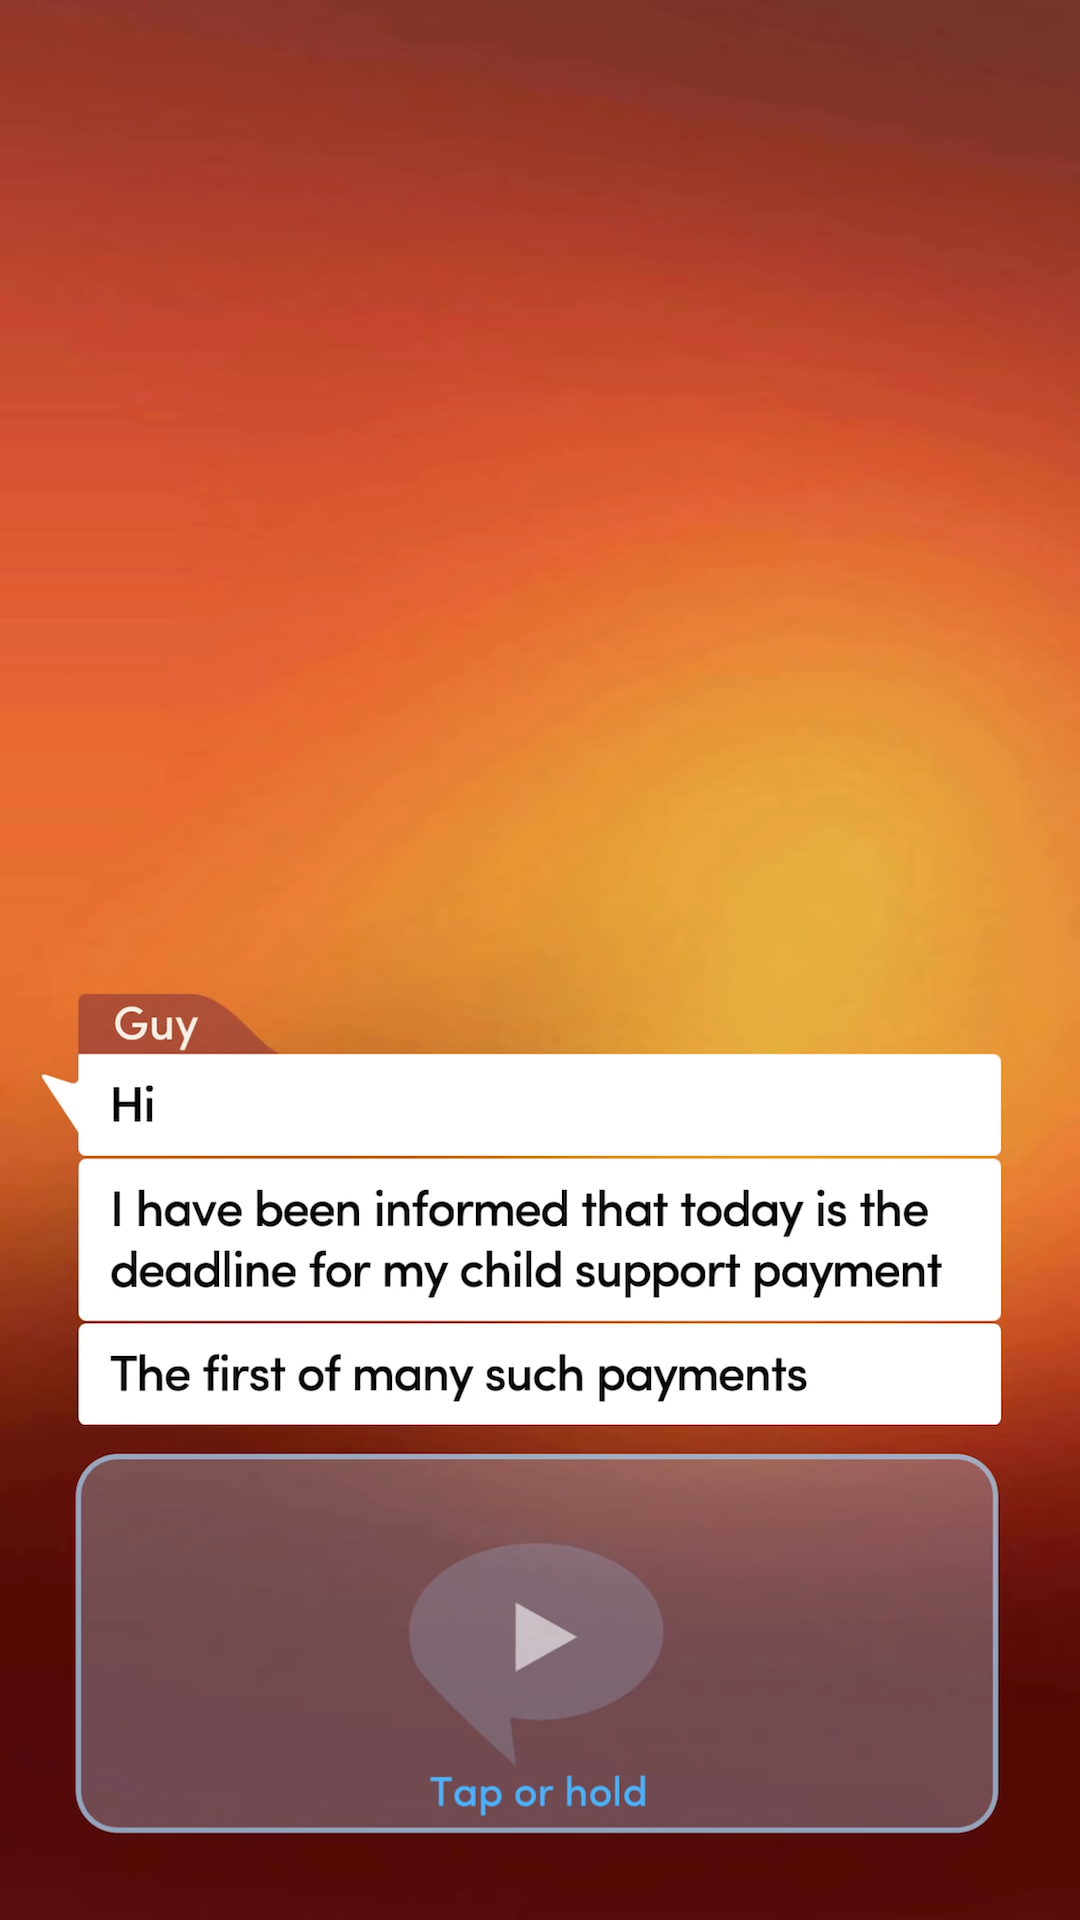 Guy
Hi
I have been informed that today is the
deadline for my child support payment
The first of many such payments
Tap or hold